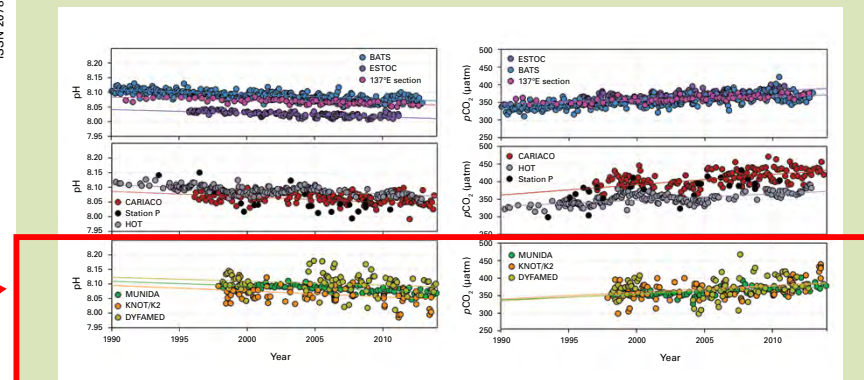 ISSN 2078
8.20
8.15
8.10
8.05
8.00
7.95
pH
BATS
ESTOC
137°E section
500
450
400
350
300
250
pCO2 (µatm)
ESTOC
BATS
137°E section
8.20
8.15
8.10
8.05
8.00
7.95
pH
CARIACO
Station P
HOT
500
450
400
350
300
250
pCO2 (µatm)
CARIACO
HOT
Station P
8.20
8.15
8.10
8.05
8.00
7.95
pH
MUNIDA
KNOT/K2
DYFAMED
1990 1995 2000 2005 2010
Year
500
450
400
350
300
250
pCO2 (µatm)
MUNIDA
KNOT/K2
DYFAMED
1990 1995 2000 2005 2010
Year